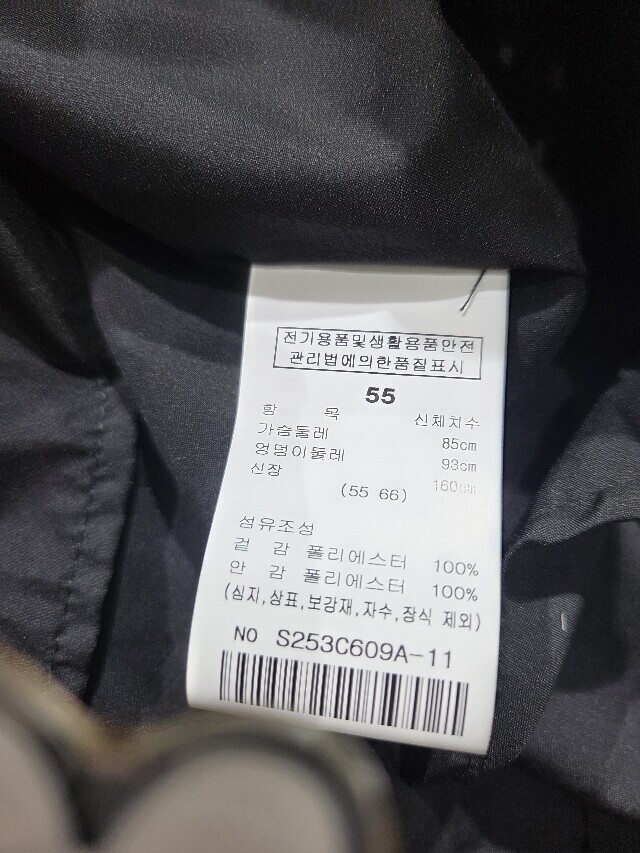 전기용품및생활용품안전
관리법에의한품질표시
55
항 목 신체치수
가슴둘레 85cm
엉덩이둘레 93cm
신장 160cm
(55 66)
섬유조성
겉 감 폴리에스터 100%
안 감 폴리에스터 100%
(심지,상표,보강재,자수,장식 제외)
NO S253C609A-11